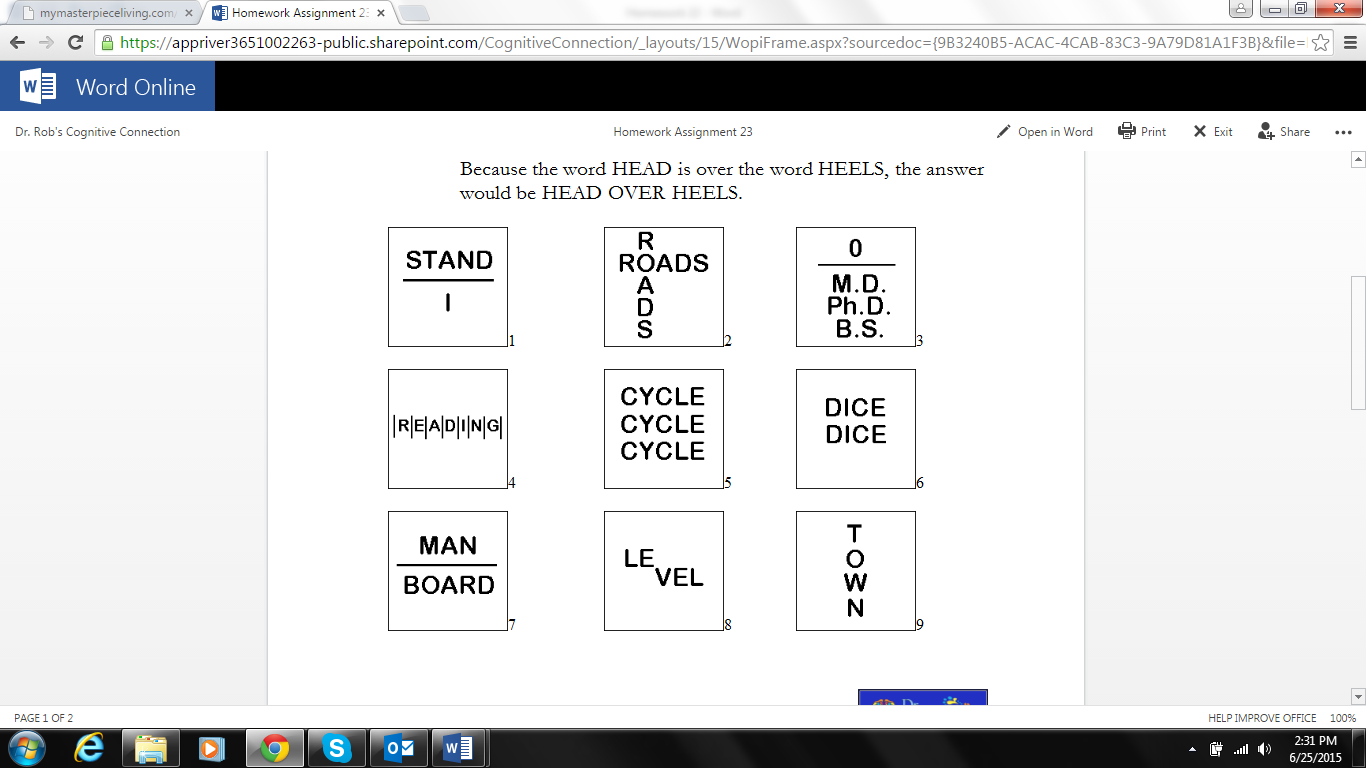 mymasterpieceliving.com/
Homework Assignment 23
https://appriver3651002263-public.sharepoint.com/CognitiveConnection/_layouts/15/WopiFrame.aspx?sourcedoc={9B3240B5-ACAC-4CAB-83C3-9A79D81A1F3B}&file=
Word Online
Dr. Rob's Cognitive Connection
Homework Assignment 23
Open in Word
Print
Exit
Share
Because the word HEAD is over the word HEELS, the answer
would be HEAD OVER HEELS.
STAND
I
1
R
ROADS
A
D
S
2
0
M.D.
Ph.D.
B.S.
3
|R|E|A|D|I|N|G|
4
CYCLE
CYCLE
CYCLE
5
DICE
DICE
6
MAN
BOARD
7
LE
VEL
8
T
O
W
N
9
Dr
PAGE 1 OF 2
HELP IMPROVE OFFICE
100%
2:31 PM
6/25/2015